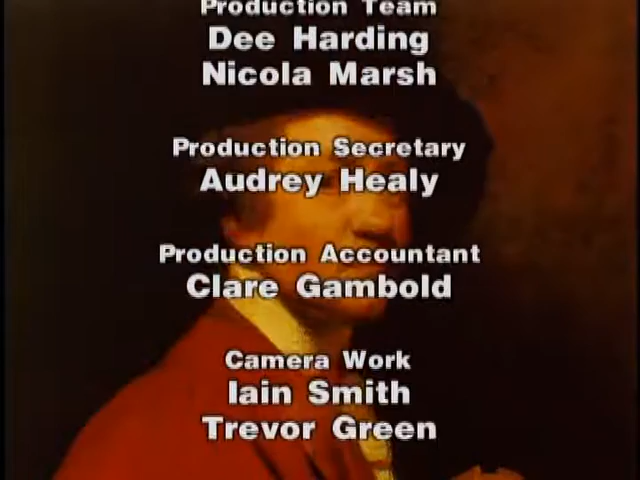 Production Team
Dee Harding
Nicola Marsh
Production Secretary
Audrey Healy
Production Accountant
Clare Gambold
Camera Work
Iain Smith
Trevor Green